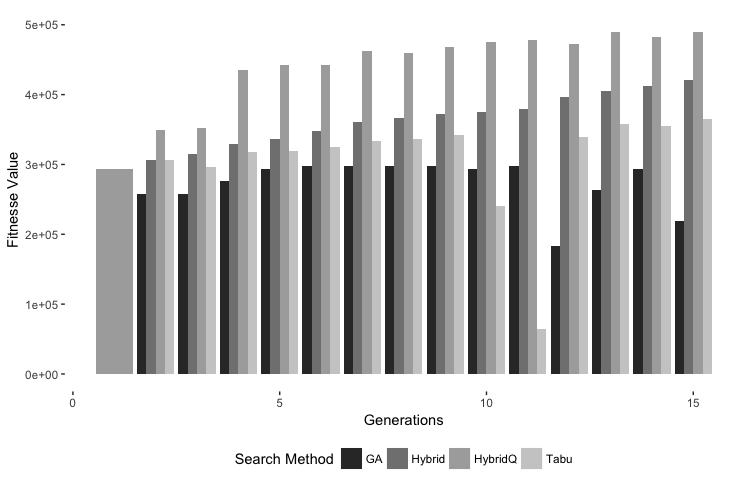 Fitnesse Value
5e+05
4e+05
3e+05
2e+05
1e+05
0e+00
0 5 10 15
Generations
Search Method GA Hybrid HybridQ Tabu